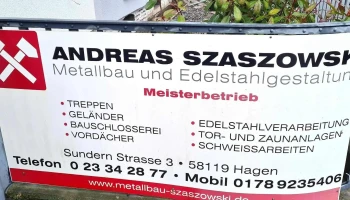 ANDREAS SZASZOWSKI
Metallbau und Edelstahlgestaltung
Meisterbetrieb
• TREPPEN
• GELÄNDER
• BAUSCHLOSSEREI
• VORDÄCHER
• EDELSTAHLVERARBEITUNG
• TOR- UND ZAUNANLAGEN
• SCHWEISSARBEITEN
Sundern Strasse 3 • 58119 Hagen
Telefon 0 23 34 28 77 • Mobil 0178 9235406
www.metallbau-szaszowski.de